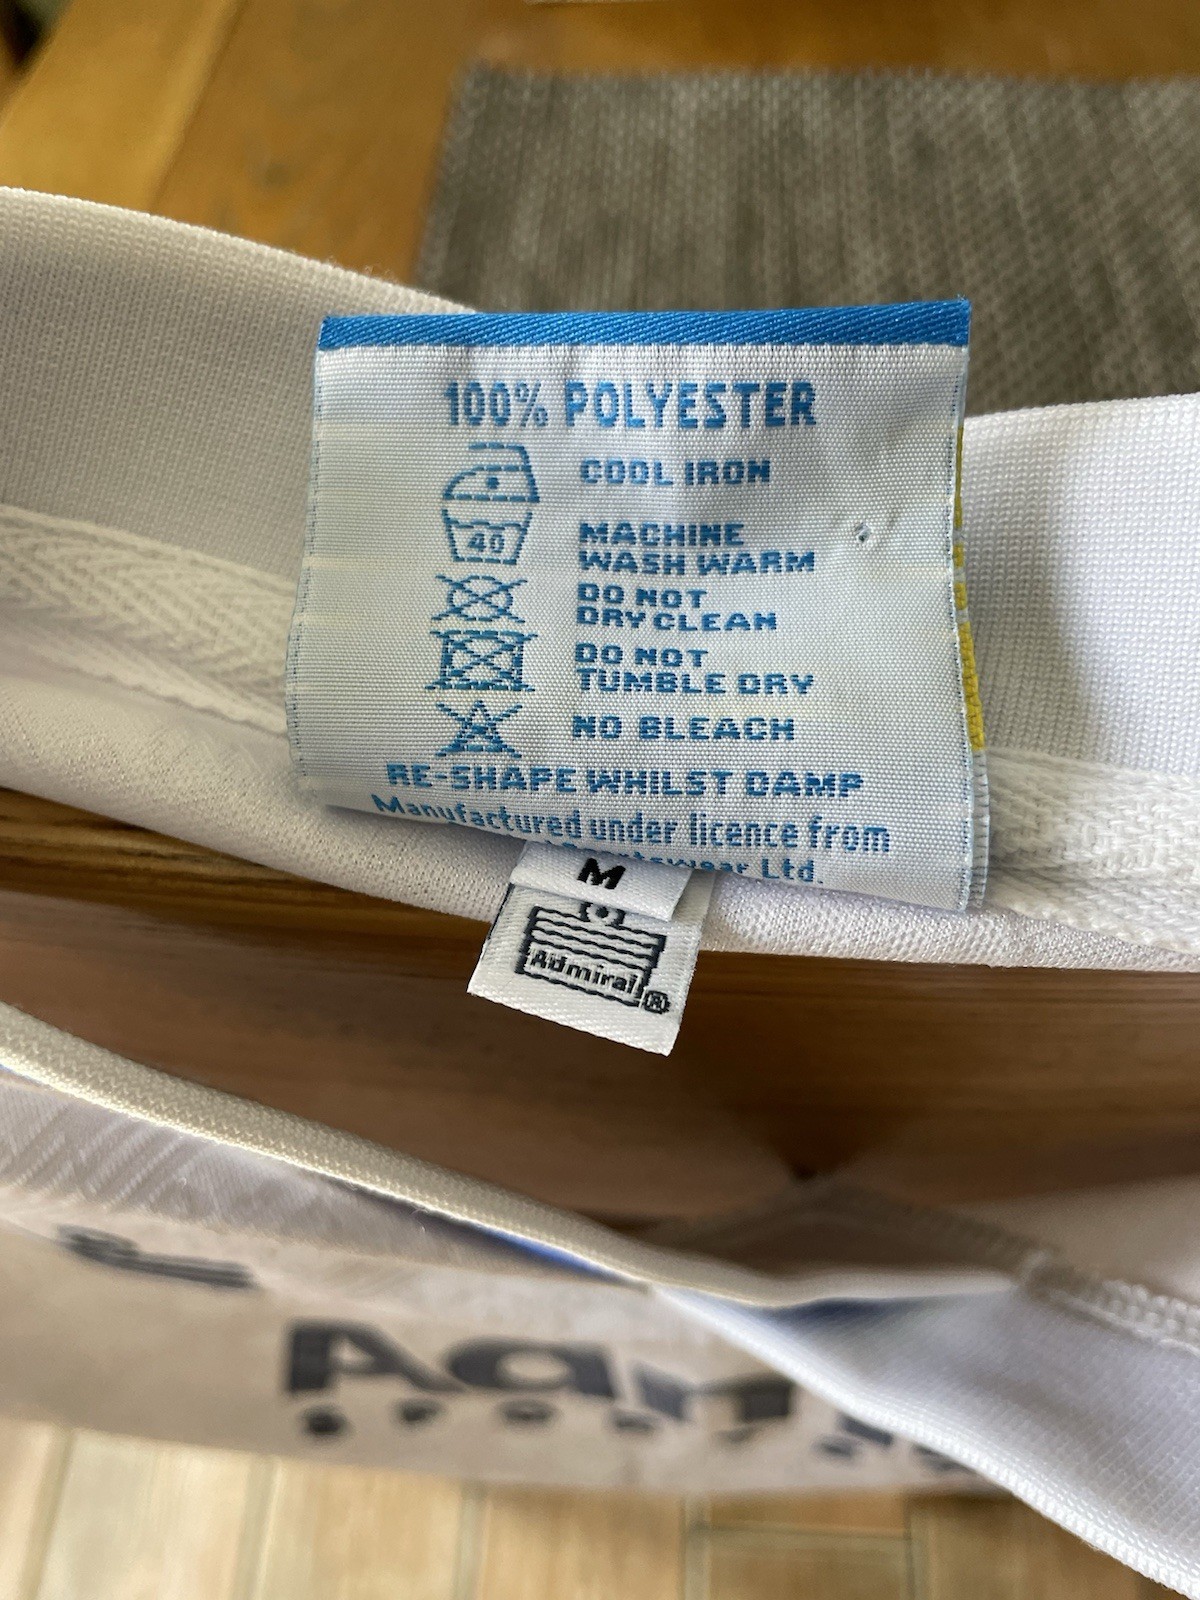 100% POLYESTER
COOL IRON
40
MACHINE
WASH WARM
DO NOT
DRY CLEAN
DO NOT
TUMBLE DRY
NO BLEACH
RE-SHAPE WHILST DAMP
Manufactured under licence from
Ltd.
M
Admiral®